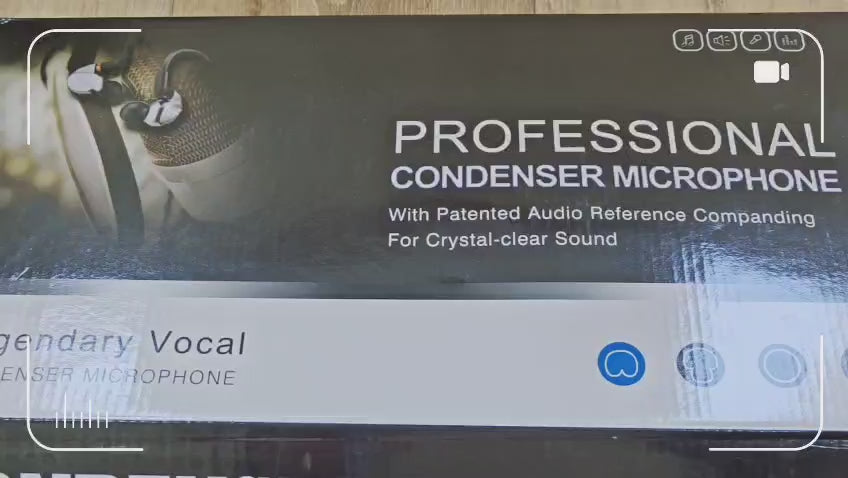 PROFESSIONAL
CONDENSER MICROPHONE
With Patented Audio Reference Companding
For Crystal-clear Sound
gendary Vocal
ENSER MICROPHONE